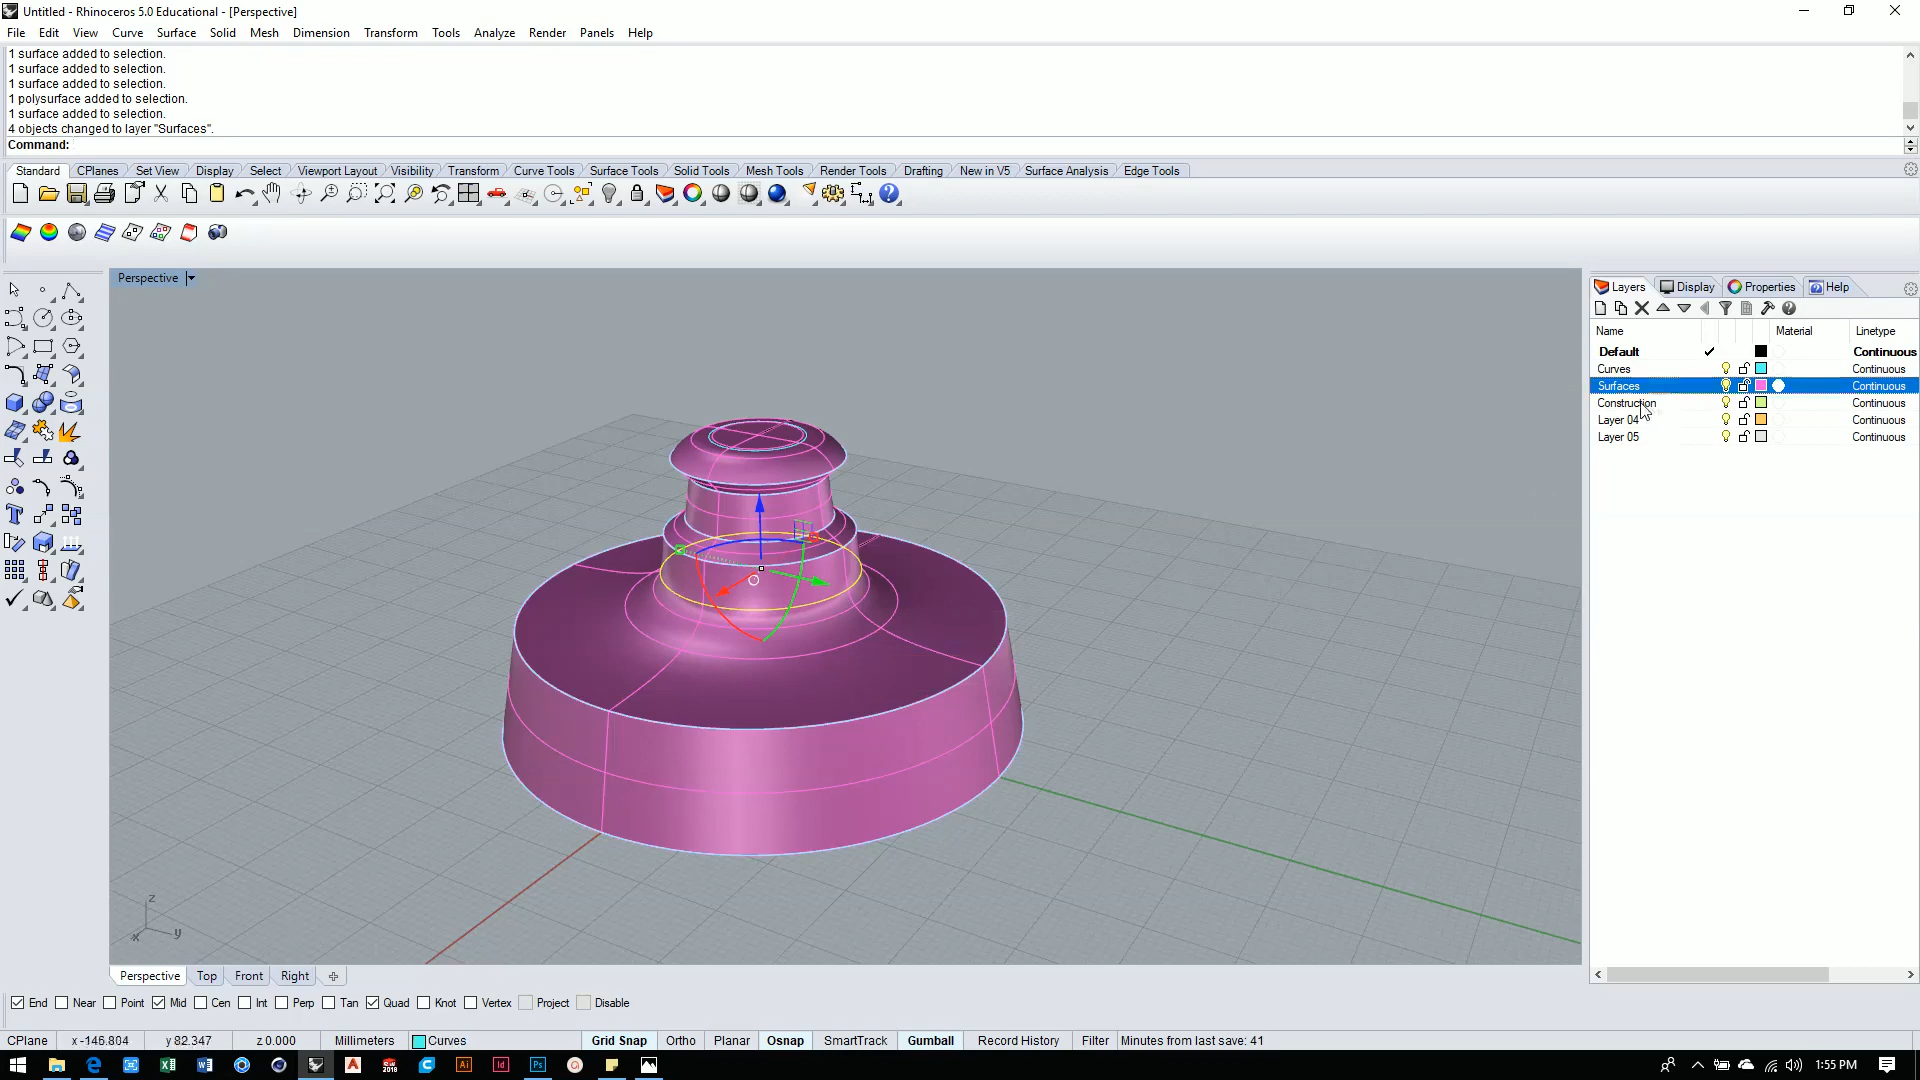 Untitled - Rhinoceros 5.0 Educational - [Perspective]
File Edit View Curve Surface Solid Mesh Dimension Transform Tools Analyze Render Panels Help
1 surface added to selection.
1 surface added to selection.
1 surface added to selection.
1 polysurface added to selection.
1 surface added to selection.
4 objects changed to layer "Surfaces".
Command:
Standard CPlanes Set View Display Select Viewport Layout Visibility Transform Curve Tools Surface Tools Solid Tools Mesh Tools Render Tools Drafting New in V5 Surface Analysis Edge Tools
Perspective
Layers Display Properties Help
Name Material Linetype
Default Continuous
Curves Continuous
Surfaces Continuous
Construction Continuous
Layer 04 Continuous
Layer 05 Continuous
z
x y
Perspective Top Front Right
End Near Point Mid Cen Int Perp Tan Quad Knot Vertex Project Disable
CPlane x -146.804 y 82.347 z 0.000 Millimeters Curves Grid Snap Ortho Planar Osnap SmartTrack Gumball Record History Filter Minutes from last save: 41
1:55 PM